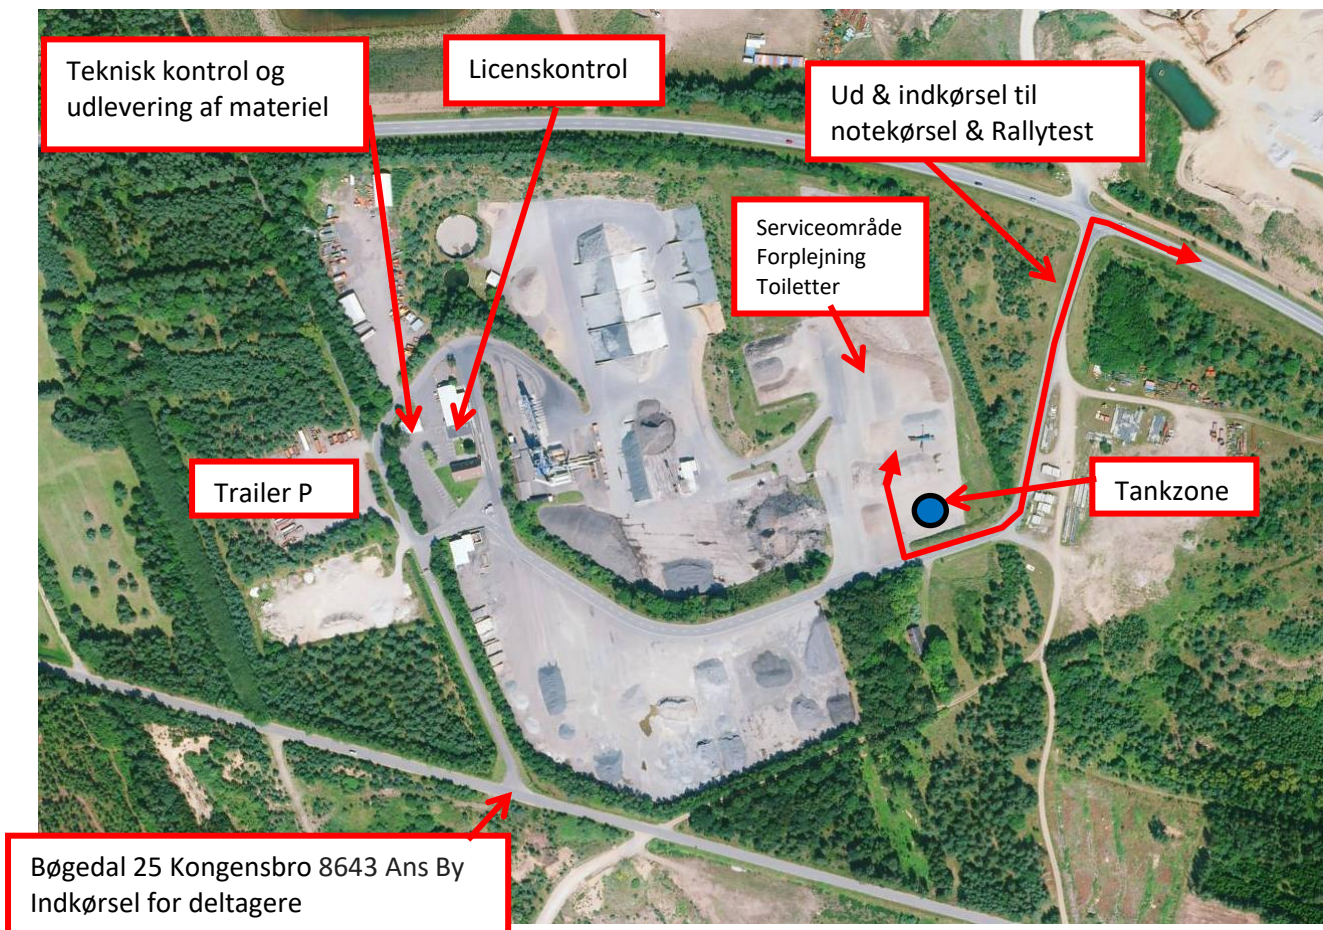 Teknisk kontrol og
udlevering af materiel
Licenskontrol
Ud & indkørsel til
notekørsel & Rallytest
Serviceområde
Forplejning
Toiletter
Trailer P
Tankzone
Bøgedal 25 Kongensbro 8643 Ans By
Indkørsel for deltagere